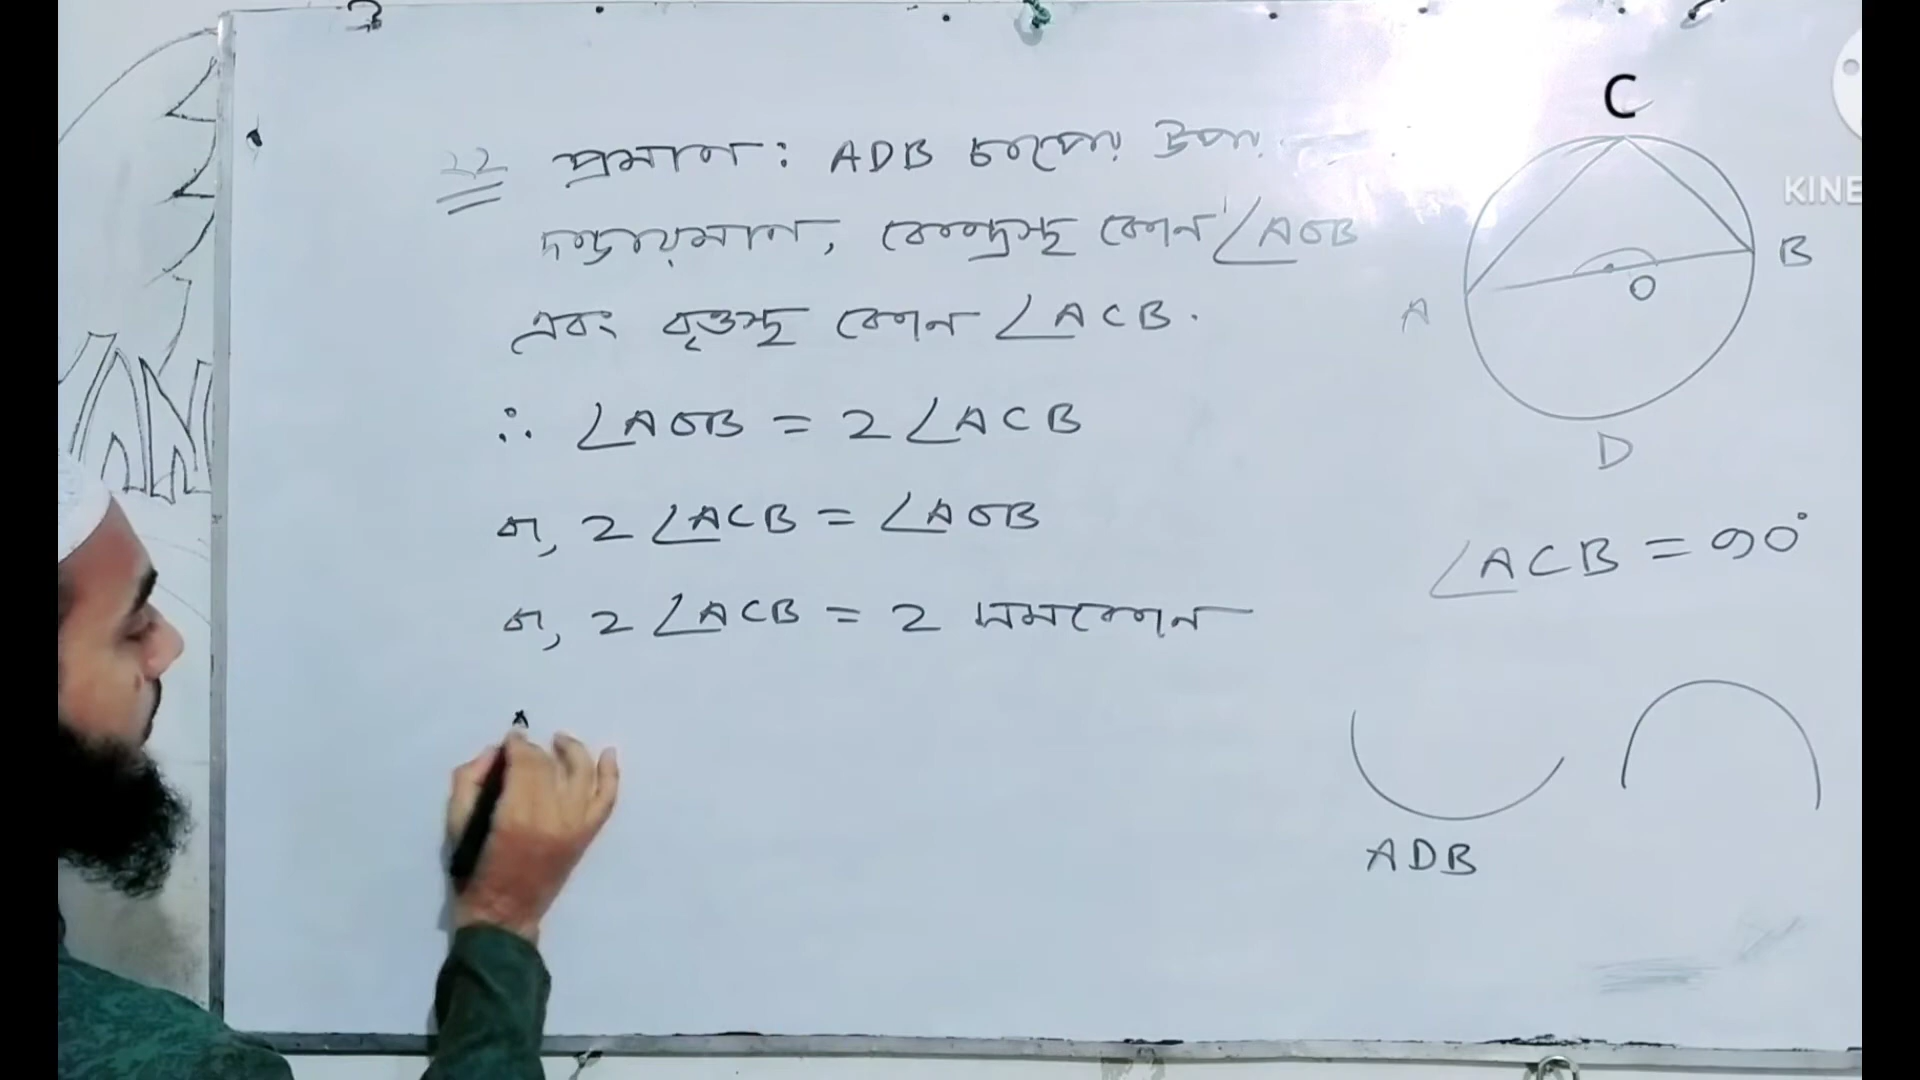 ২২ প্রমাণ: ADB চাপের উপর
দন্ডায়মান, কেন্দ্রস্থ কোন ∠AOB
এবং বৃত্তস্থ কোন ∠ACB.
∴ ∠AOB = 2 ∠ACB
বা, 2 ∠ACB = ∠AOB
বা, 2 ∠ACB = 2 সমকোন
C
KINE
B
O
A
D
∠ACB = ৯০°
ADB